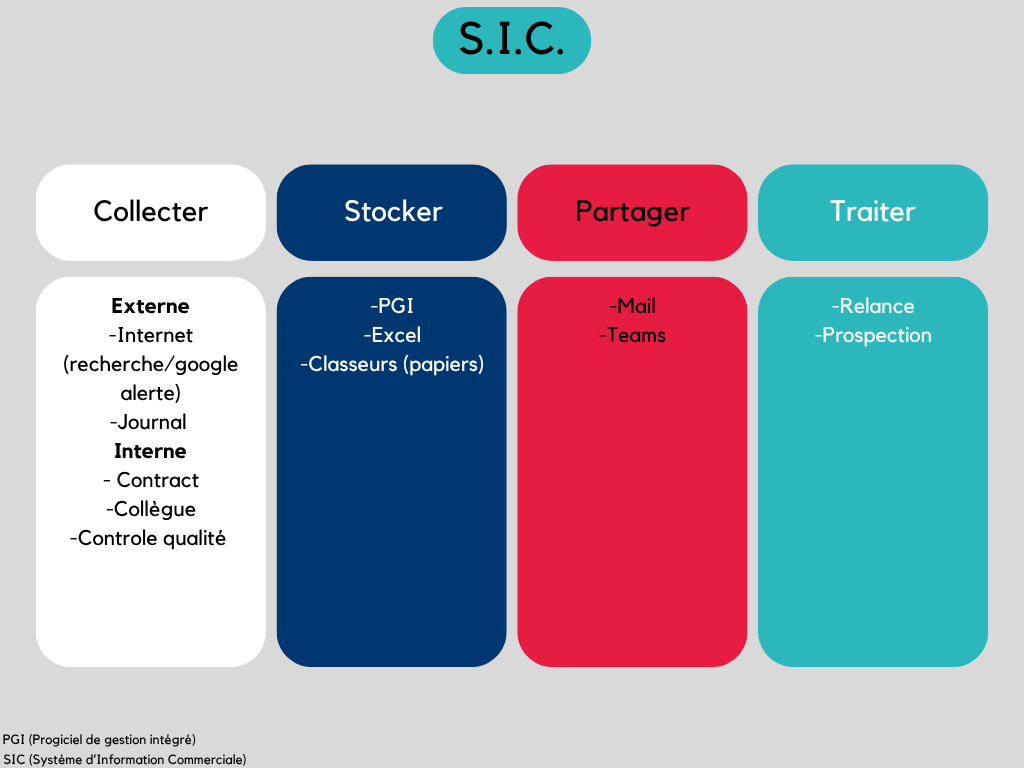 S.I.C.
Collecter
Stocker
Partager
Traiter
Externe
-Internet
(recherche/google
alerte)
-Journal
Interne
- Contract
-Collègue
-Controle qualité
-PGI
-Excel
-Classeurs (papiers)
-Mail
-Teams
-Relance
-Prospection
PGI (Progiciel de gestion intégré)
SIC (Système d'Information Commerciale)